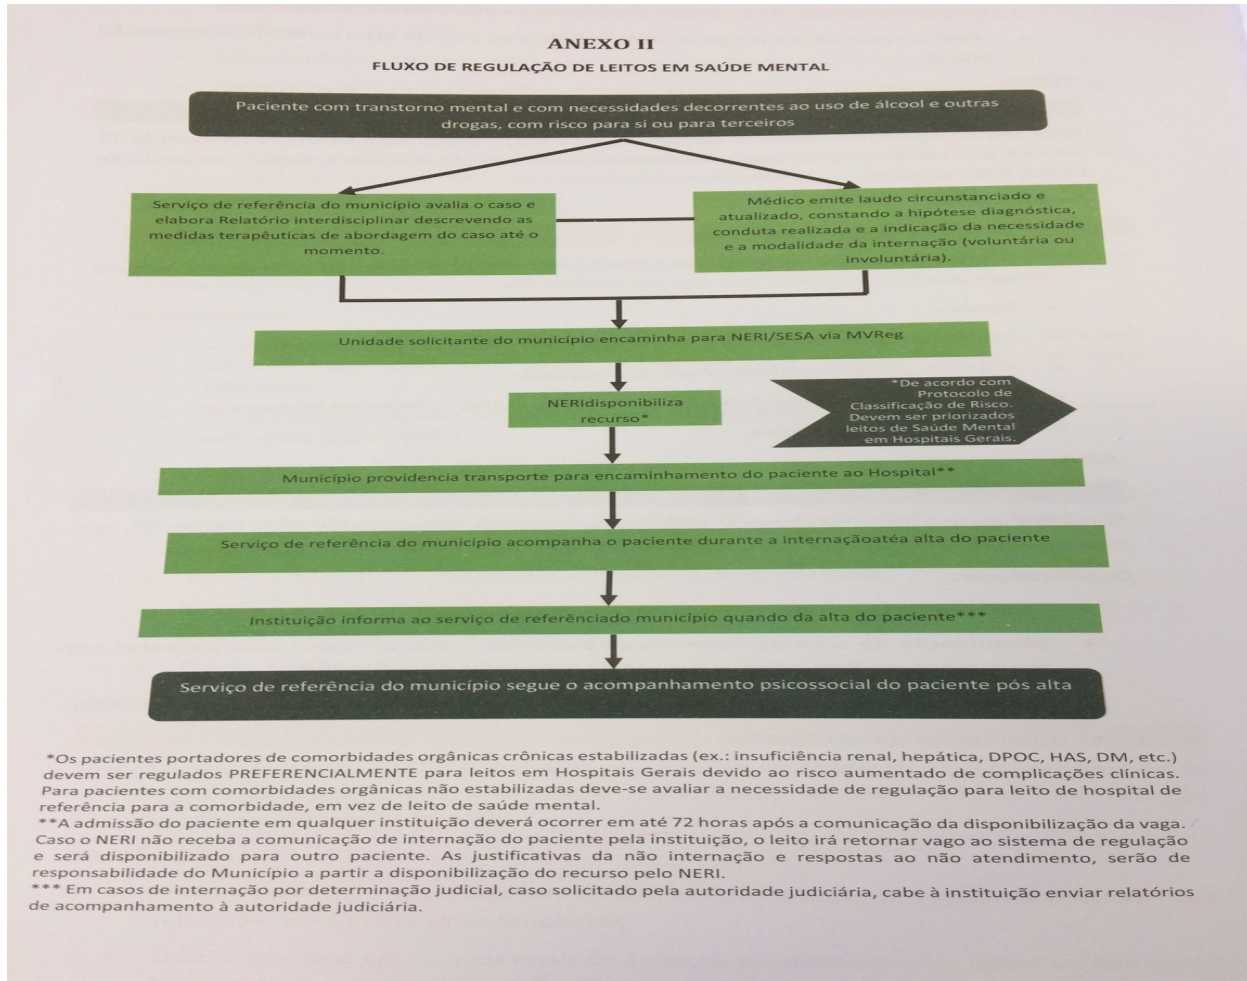 ANEXO II
FLUXO DE REGULAÇÃO DE LEITOS EM SAÚDE MENTAL
Paciente com transtorno mental e com necessidades decorrentes ao uso de álcool e outras
drogas, com risco para si ou para terceiros
Serviço de referência do município avalia o caso e
elabora Relatório interdisciplinar descrevendo as
medidas terapêuticas de abordagem do caso até o
momento.
Médico emite laudo circunstanciado e
atualizado, constando a hipótese diagnóstica,
conduta realizada e a indicação da necessidade
e a modalidade da internação (voluntária ou
involuntária).
Unidade solicitante do município encaminha para NERI/SESA via MVReg
NERIdisponibiliza
recurso*
*De acordo com
Protocolo de
Classificação de Risco.
Devem ser priorizados
leitos de Saúde Mental
em Hospitais Gerais.
Município providencia transporte para encaminhamento do paciente ao Hospital**
Serviço de referência do município acompanha o paciente durante a internaçãoatéa alta do paciente
Instituição informa ao serviço de referênciado município quando da alta do paciente***
Serviço de referência do município segue o acompanhamento psicossocial do paciente pós alta
*Os pacientes portadores de comorbidades orgânicas crônicas estabilizadas (ex.: insuficiência renal, hepática, DPOC, HAS, DM, etc.)
devem ser regulados PREFERENCIALMENTE para leitos em Hospitais Gerais devido ao risco aumentado de complicações clínicas.
Para pacientes com comorbidades orgânicas não estabilizadas deve-se avaliar a necessidade de regulação para leito de hospital de
referência para a comorbidade, em vez de leito de saúde mental.
**A admissão do paciente em qualquer instituição deverá ocorrer em até 72 horas após a comunicação da disponibilização da vaga.
Caso o NERI não receba a comunicação de internação do paciente pela instituição, o leito irá retornar vago ao sistema de regulação
e será disponibilizado para outro paciente. As justificativas da não internação e respostas ao não atendimento, serão de
responsabilidade do Município a partir a disponibilização do recurso pelo NERI.
*** Em casos de internação por determinação judicial, caso solicitado pela autoridade judiciária, cabe à instituição enviar relatórios
de acompanhamento à autoridade judiciária.